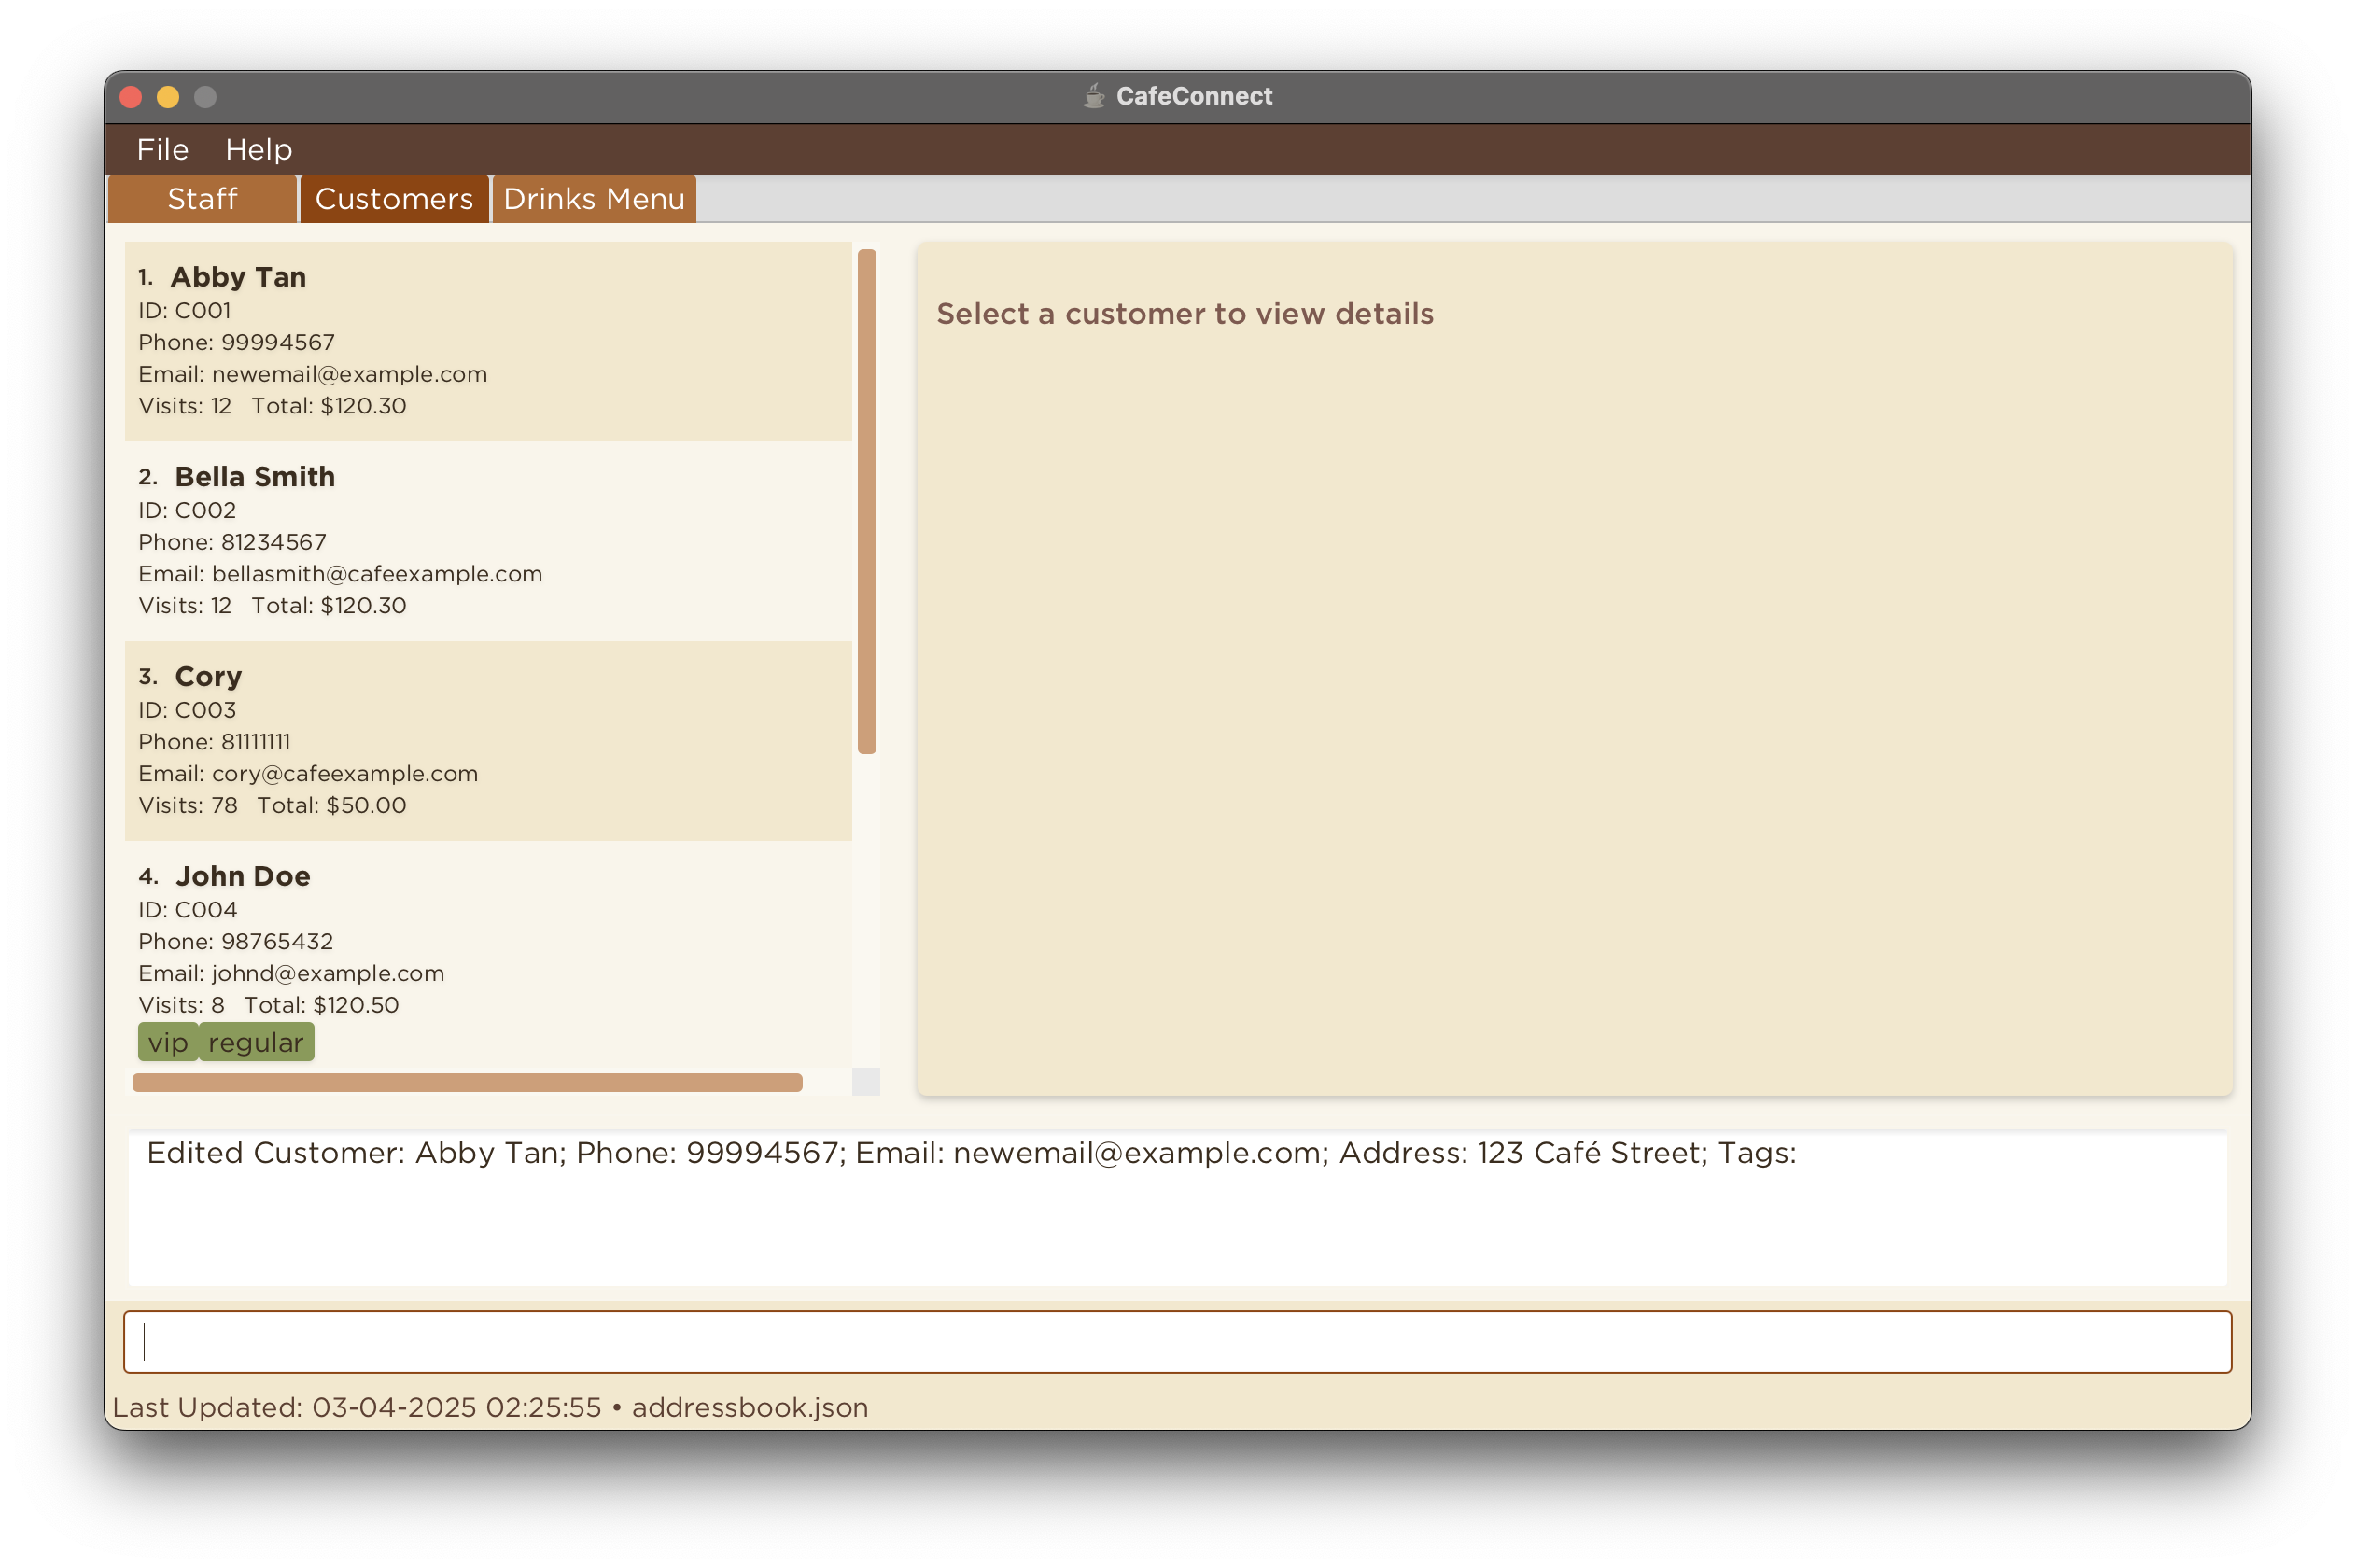 CafeConnect
File Help
Staff Customers Drinks Menu
1. Abby Tan
ID: C001
Phone: 99994567
Email: newemail@example.com
Visits: 12 Total: $120.30
2. Bella Smith
ID: C002
Phone: 81234567
Email: bellasmith@cafeexample.com
Visits: 12 Total: $120.30
3. Cory
ID: C003
Phone: 81111111
Email: cory@cafeexample.com
Visits: 78 Total: $50.00
4. John Doe
ID: C004
Phone: 98765432
Email: johnd@example.com
Visits: 8 Total: $120.50
vip regular
Select a customer to view details
Edited Customer: Abby Tan; Phone: 99994567; Email: newemail@example.com; Address: 123 Café Street; Tags:
Last Updated: 03-04-2025 02:25:55 • addressbook.json